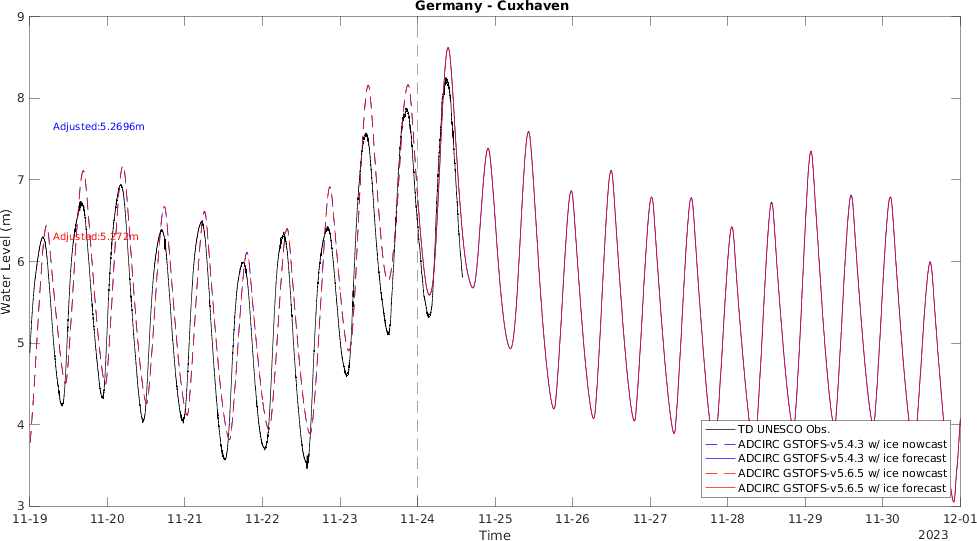 Germany - Cuxhaven
9
8
7
6
5
4
3
Water Level (m)
Adjusted:5.2696m
Adjusted:5.272m
TD UNESCO Obs.
ADCIRC GSTOFS-v5.4.3 w/ ice nowcast
ADCIRC GSTOFS-v5.4.3 w/ ice forecast
ADCIRC GSTOFS-v5.6.5 w/ ice nowcast
ADCIRC GSTOFS-v5.6.5 w/ ice forecast
11-19 11-20 11-21 11-22 11-23 11-24 11-25 11-26 11-27 11-28 11-29 11-30 12-01
Time 2023